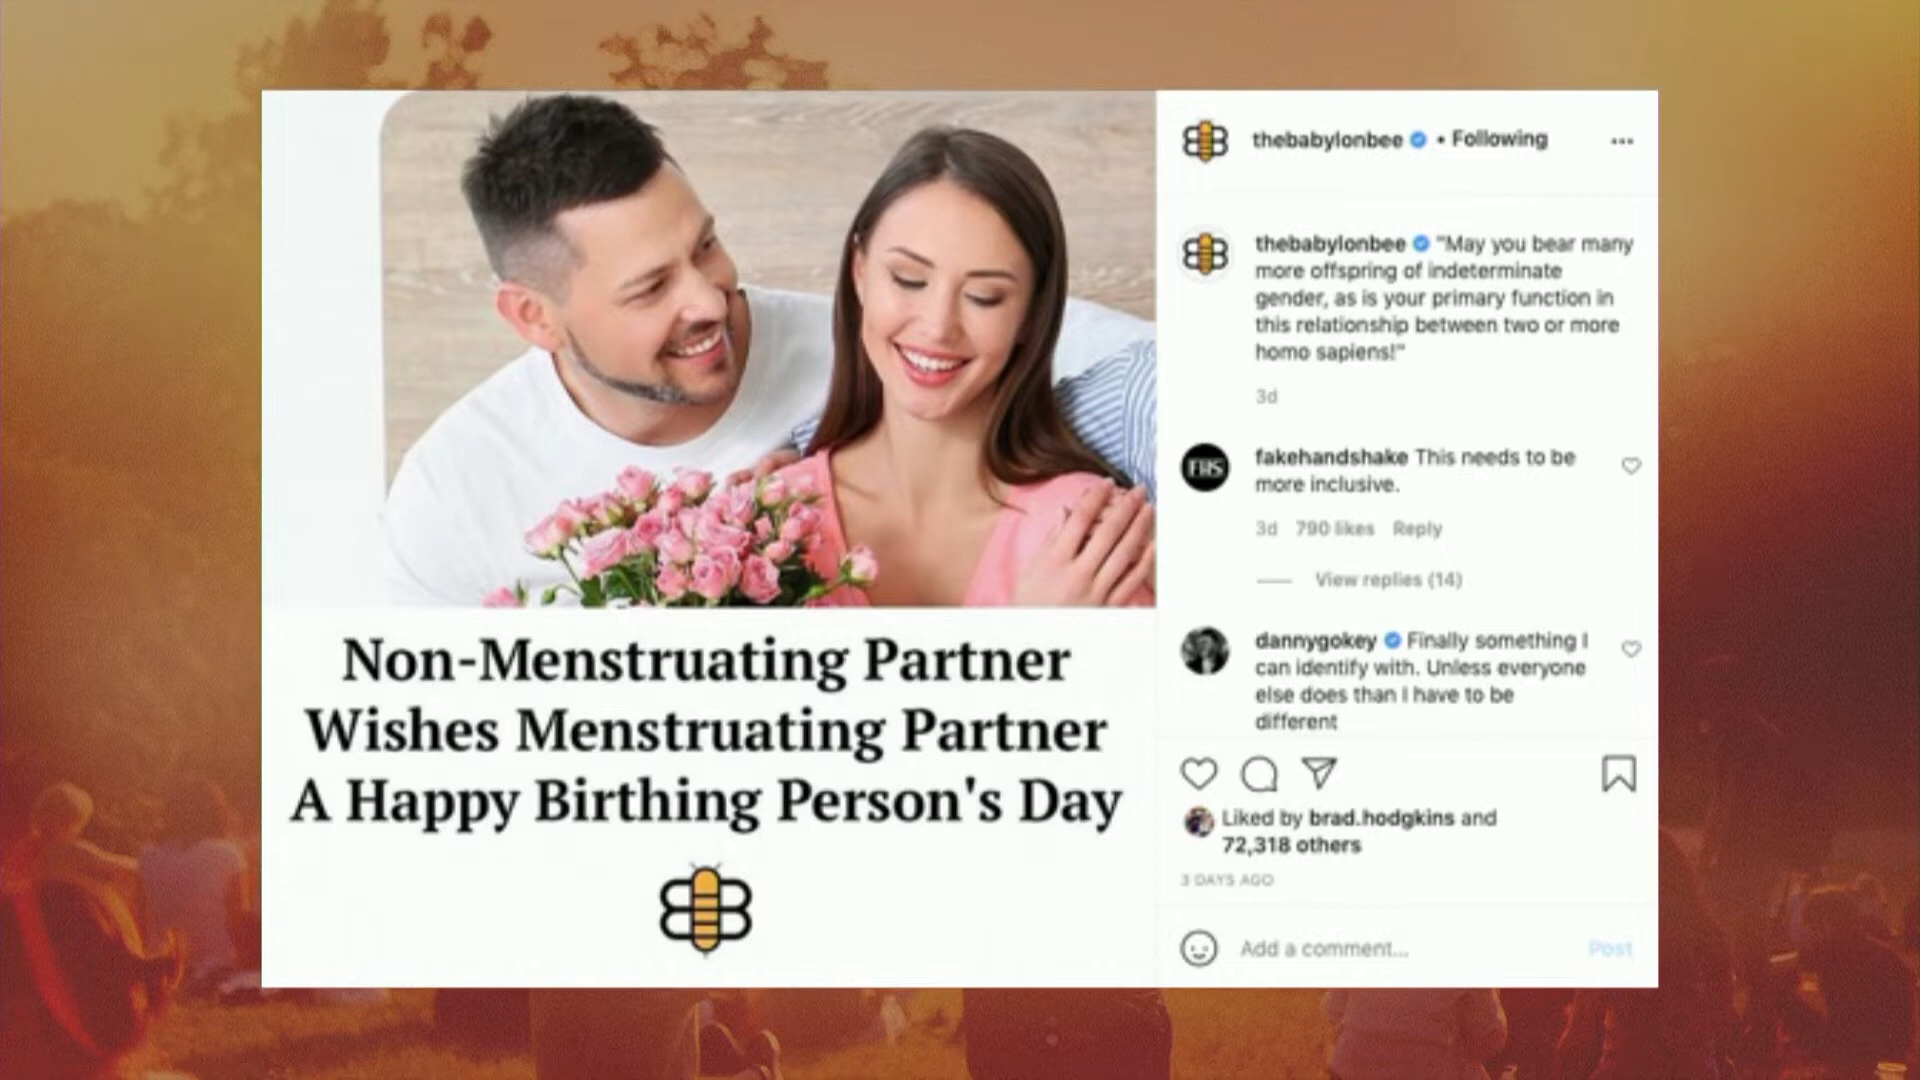 Non-Menstruating Partner
Wishes Menstruating Partner
A Happy Birthing Person's Day
thebabylonbee • Following
thebabylonbee "May you bear many
more offspring of indeterminate
gender, as is your primary function in
this relationship between two or more
homo sapiens!"
3d
FHS
fakehandshake This needs to be
more inclusive.
3d 790 likes Reply
View replies (14)
dannygokey Finally something I
can identify with. Unless everyone
else does than I have to be
different
Liked by brad.hodgkins and
72,318 others
3 DAYS AGO
Add a comment... Post